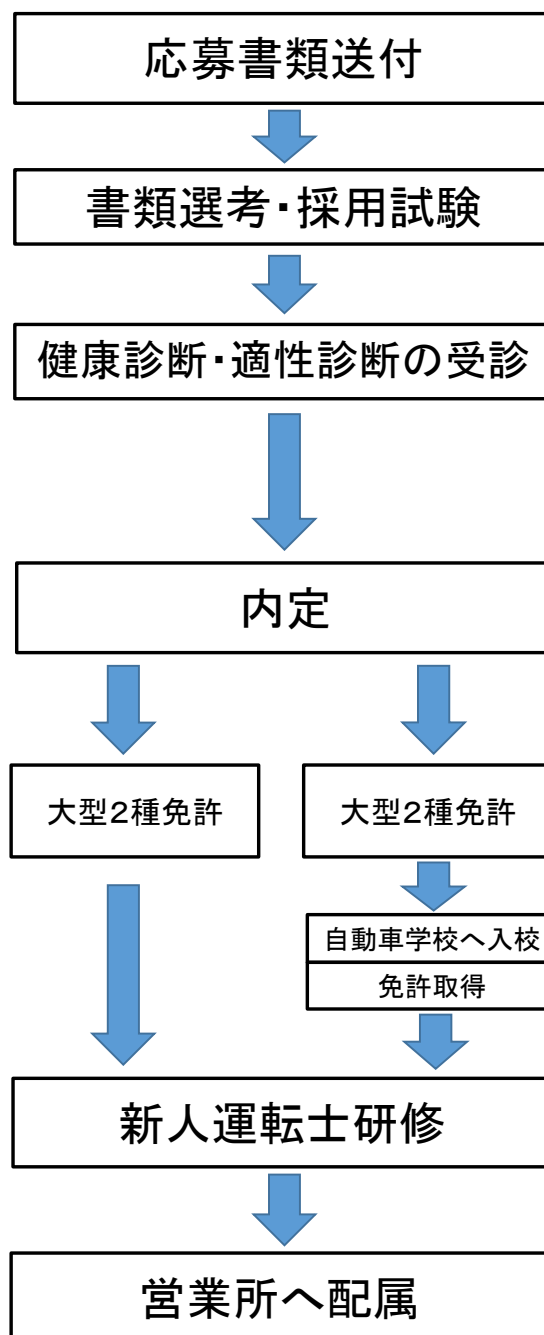 応募書類送付
書類選考・採用試験
健康診断・適性診断の受診
内定
大型2種免許
大型2種免許
自動車学校へ入校
免許取得
新人運転士研修
営業所へ配属